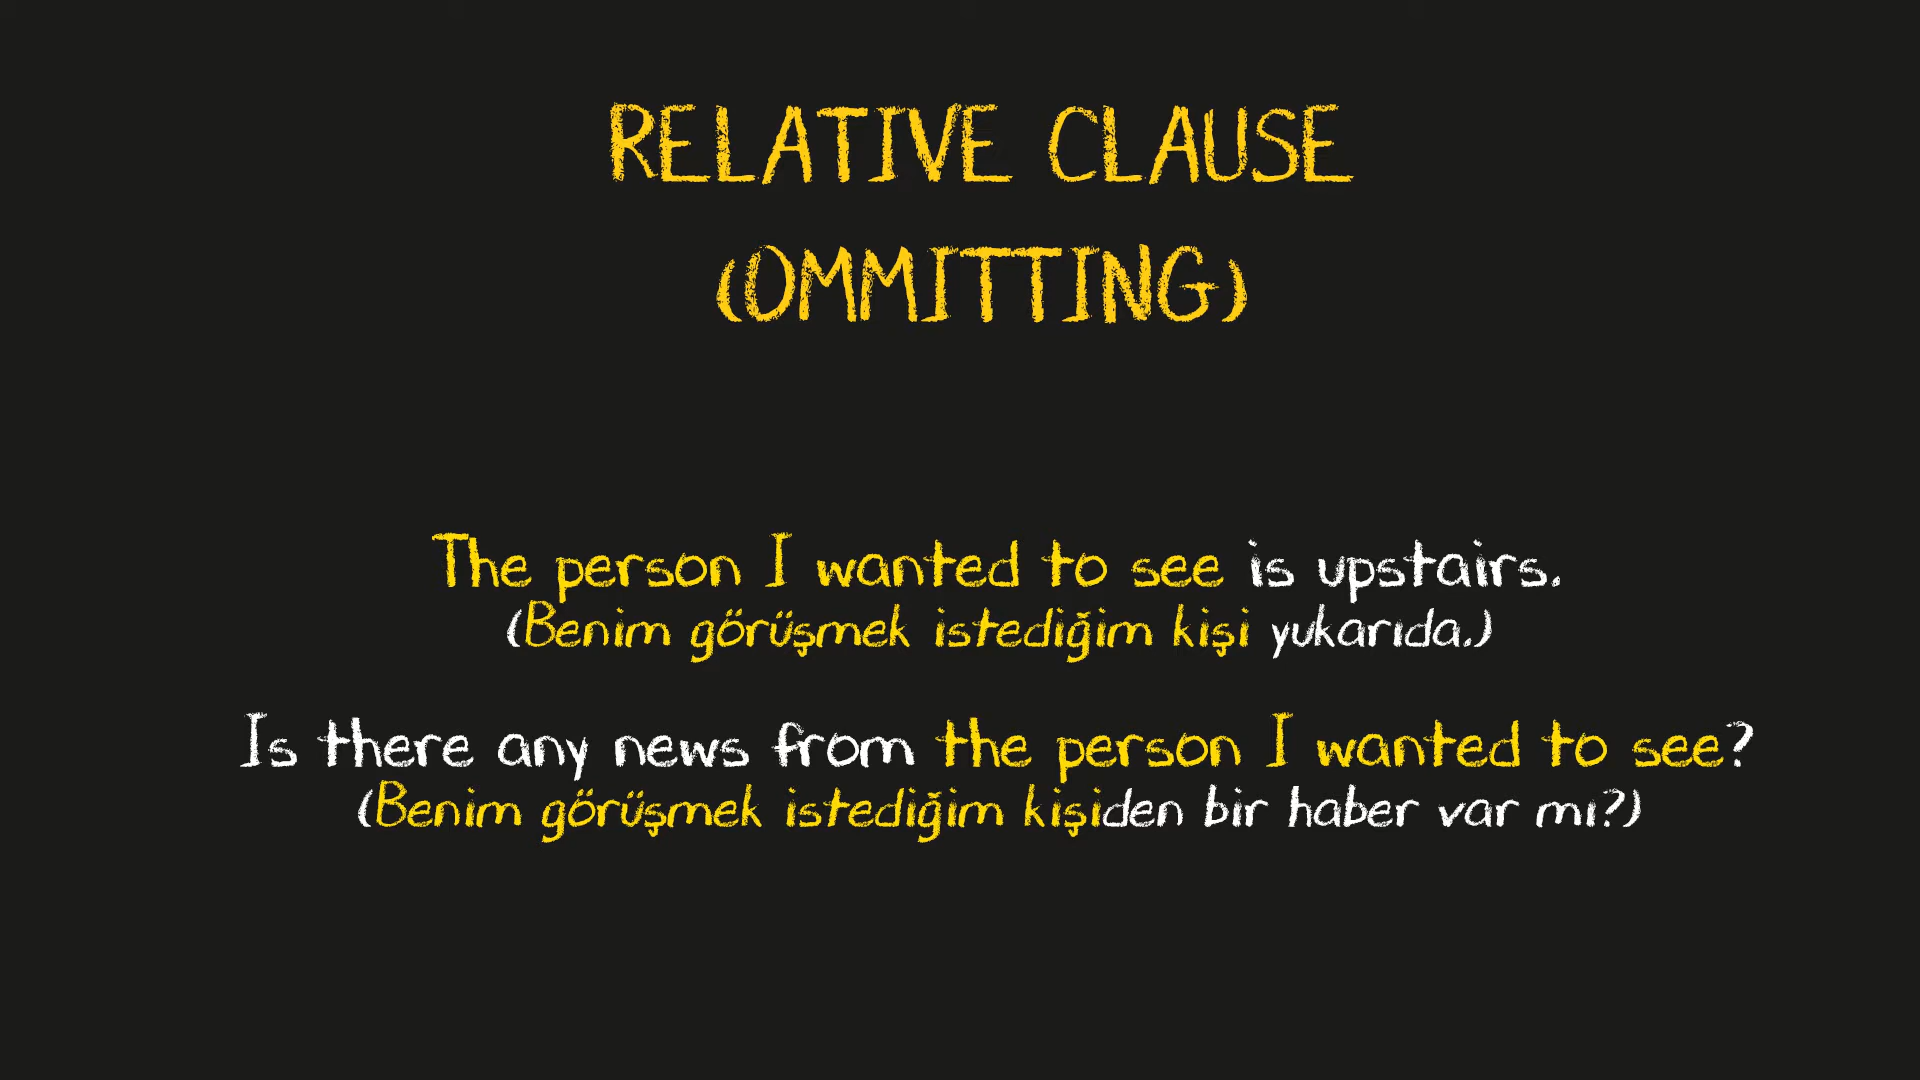 RELATIVE CLAUSE
(OMMITTING)
The person I wanted to see is upstairs.
(Benim görüşmek istediğim kişi yukarıda.)
Is there any news from the person I wanted to see?
(Benim görüşmek istediğim kişiden bir haber var mı?)